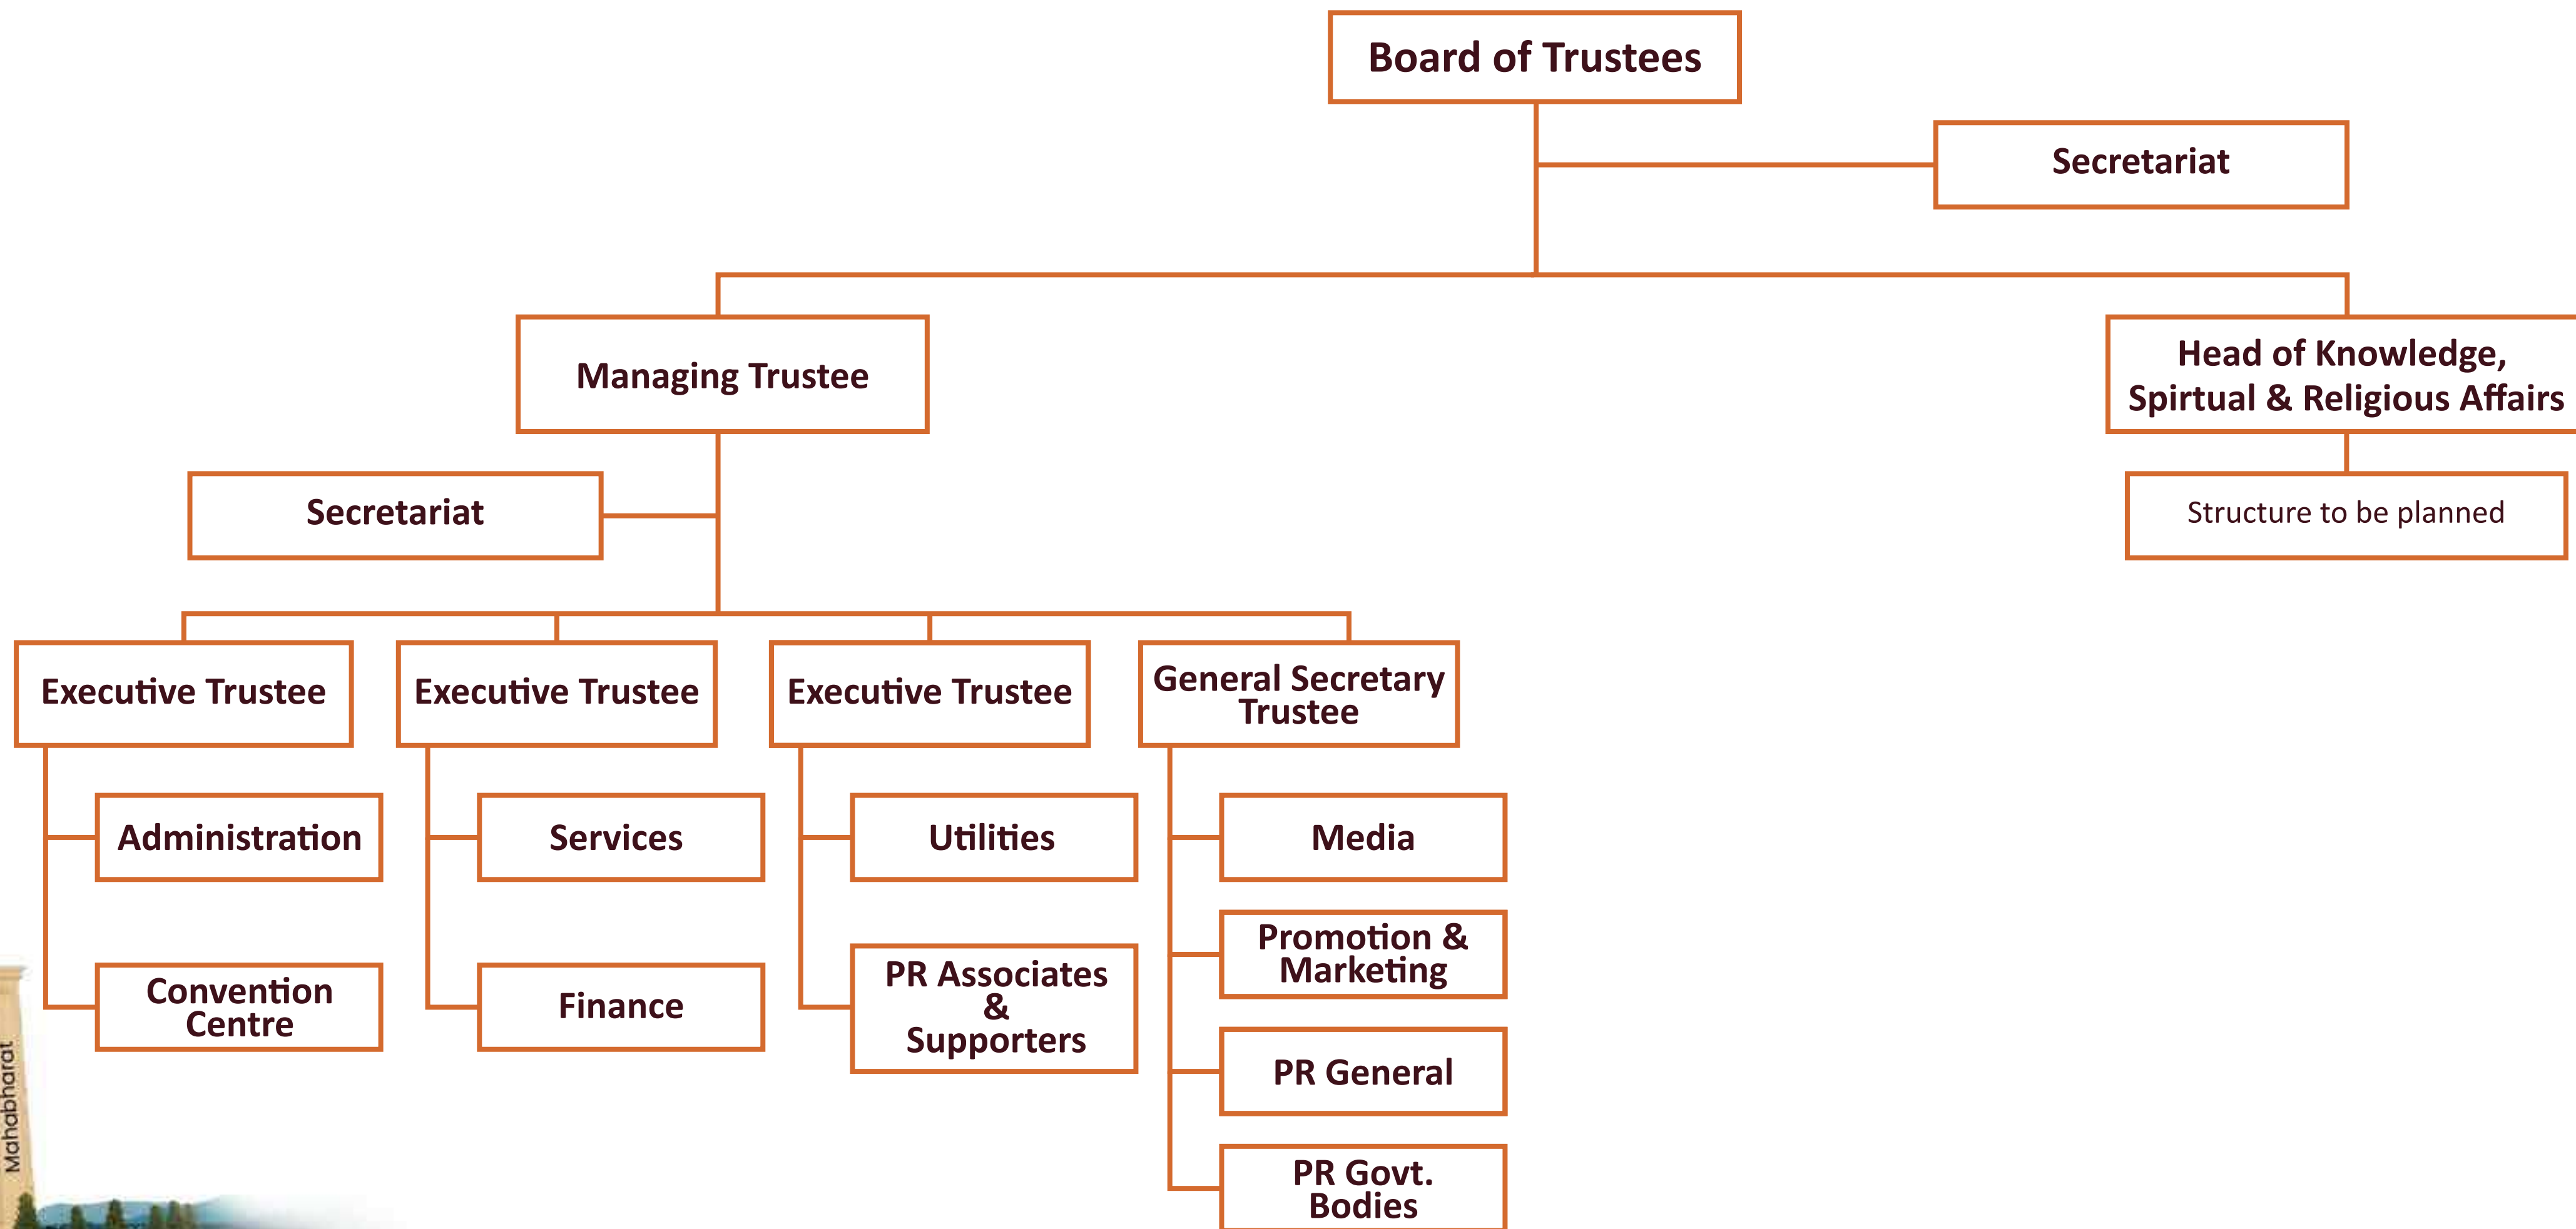 Board of Trustees
Secretariat
Managing Trustee
Head of Knowledge,
Spirtual & Religious Affairs
Secretariat
Structure to be planned
Executive Trustee
Executive Trustee
Executive Trustee
General Secretary
Trustee
Administration
Services
Utilities
Media
Convention
Centre
Finance
PR Associates
&
Supporters
Promotion &
Marketing
PR General
PR Govt.
Bodies
Mahabharat